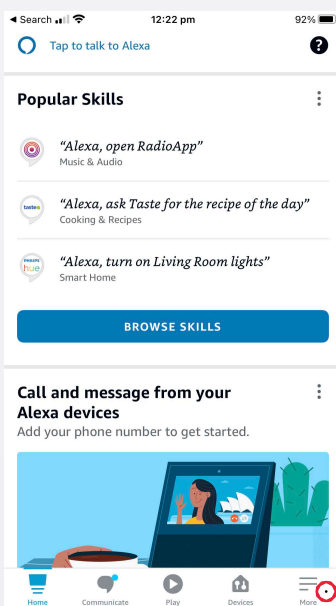 Search
12:22 pm
92%
Tap to talk to Alexa
?
Popular Skills
“Alexa, open RadioApp”
Music & Audio
taste
“Alexa, ask Taste for the recipe of the day”
Cooking & Recipes
PHILIPS
hue
“Alexa, turn on Living Room lights”
Smart Home
BROWSE SKILLS
Call and message from your
Alexa devices
Add your phone number to get started.
Home
Communicate
Play
Devices
More